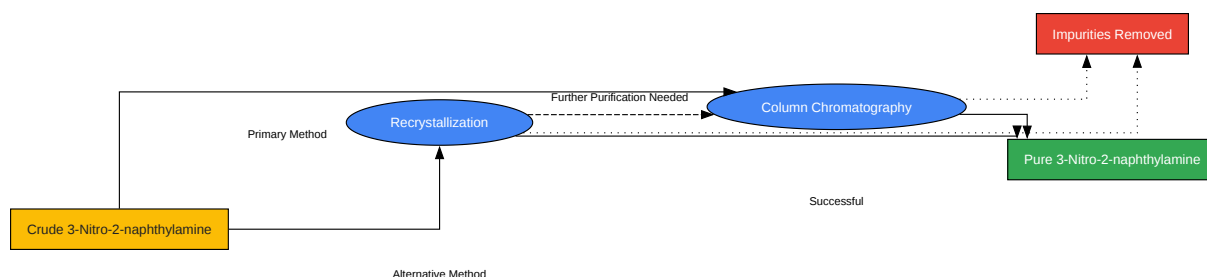 Impurities Removed
Further Purification Needed
Column Chromatography
Recrystallization
Primary Method
Pure 3-Nitro-2-naphthylamine
Successful
Crude 3-Nitro-2-naphthylamine
Alternative Method